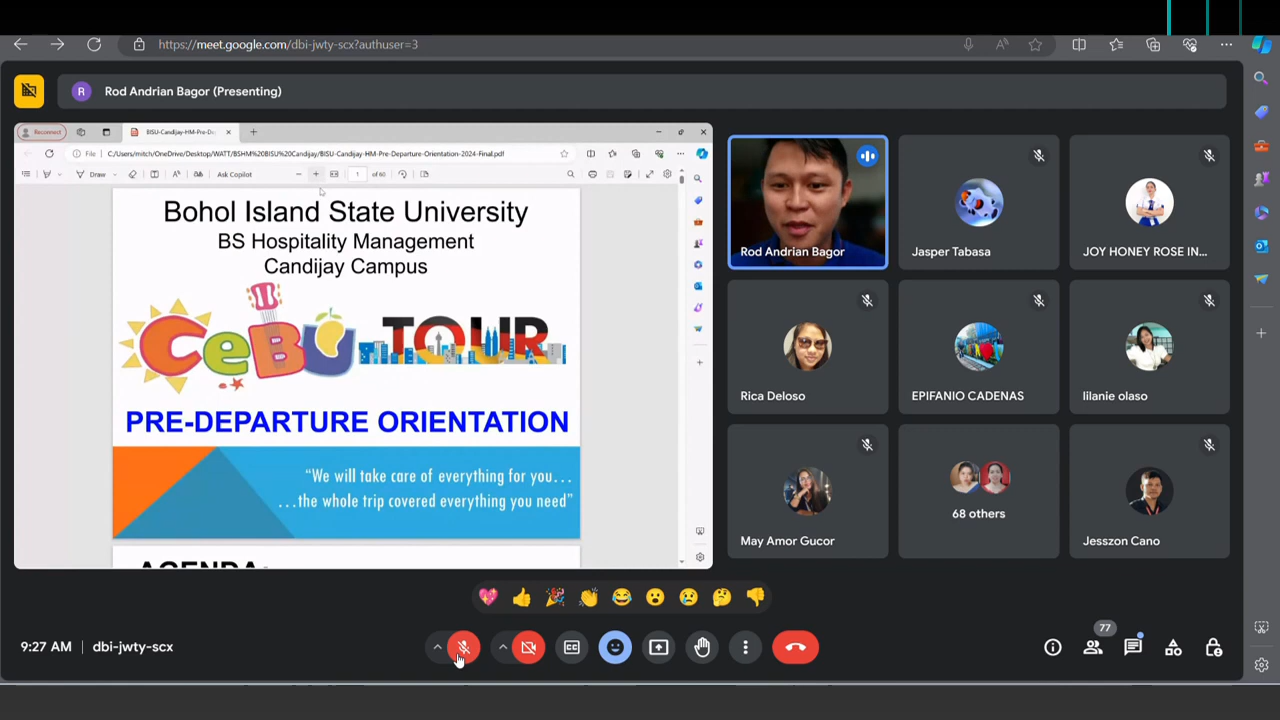 https://meet.google.com/dbi-jwty-scx?authuser=3
R
Rod Andrian Bagor (Presenting)
Reconnect
BISU-Candijay-HM-Pre-De
File
C:/Users/mitch/OneDrive/Desktop/WATT/BSHM%20BISU%20Candijay/BISU-Candijay-HM-Pre-Departure-Orientation-2024-Final.pdf
Draw
Ask Copilot
1
of 60
Bohol Island State University
BS Hospitality Management
Candijay Campus
CeBU TOUR
PRE-DEPARTURE ORIENTATION
“We will take care of everything for you…
…the whole trip covered everything you need”
AGENDA:
Rod Andrian Bagor
Jasper Tabasa
JOY HONEY ROSE IN...
Rica Deloso
EPIFANIO CADENAS
lilanie olaso
May Amor Gucor
68 others
Jesszon Cano
9:27 AM
dbi-jwty-scx
77